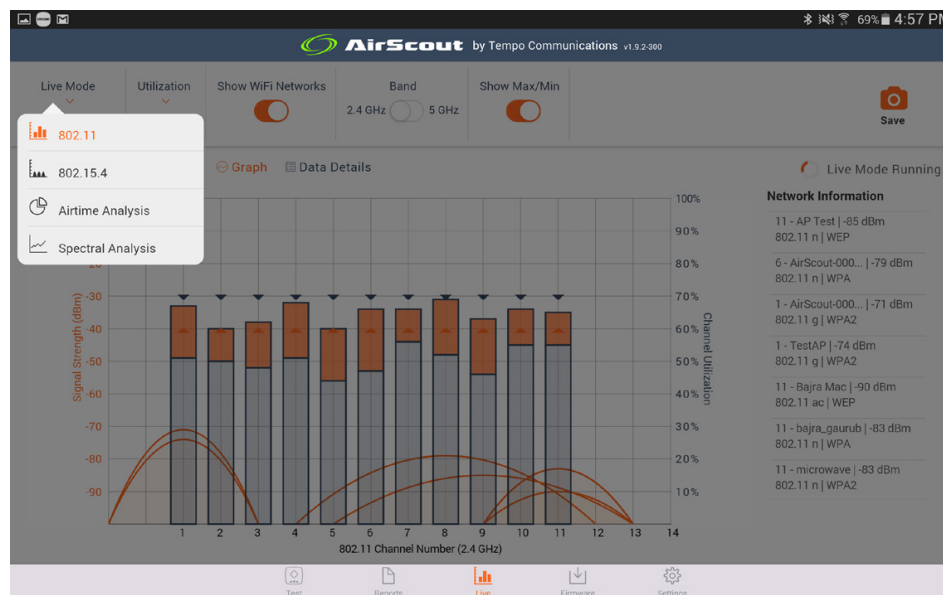 69% 4:57 PM
AirScout by Tempo Communications v1.9.2-300
Live Mode
Utilization
Show WiFi Networks
Band
2.4 GHz
5 GHz
Show Max/Min
Save
802.11
802.15.4
Airtime Analysis
Spectral Analysis
Graph
Data Details
Live Mode Running
Signal Strength (dBm)
-20
-30
-40
-50
-60
-70
-80
-90
100%
90%
80%
70%
60%
50%
40%
30%
20%
10%
Channel Utilization
1 2 3 4 5 6 7 8 9 10 11 12 13 14
802.11 Channel Number (2.4 GHz)
Network Information
11 - AP Test | -85 dBm
802.11 n | WEP
6 - AirScout-000... | -79 dBm
802.11 n | WPA
1 - AirScout-000... | -71 dBm
802.11 g | WPA2
1 - TestAP | -74 dBm
802.11 g | WPA2
11 - Bajra Mac | -90 dBm
802.11 ac | WEP
11 - bajra_gaurub | -83 dBm
802.11 n | WPA
11 - microwave | -83 dBm
802.11 n | WPA2
Test
Reports
Live
Firmware
Settings